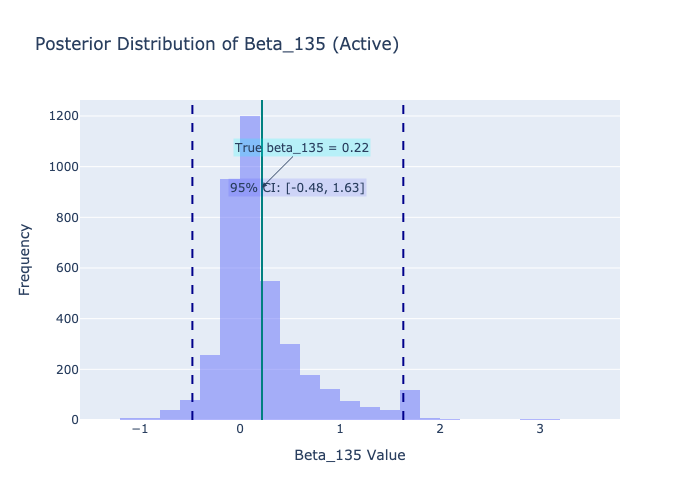 Posterior Distribution of Beta_135 (Active)
1200
True beta_135 = 0.22
1000
95% CI: [-0.48, 1.63]
800
600
400
200
0
−1 0 1 2 3
Frequency
Beta_135 Value